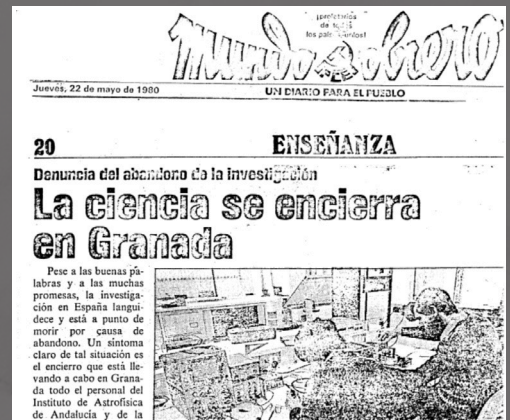 ¡proletarios
de todos
los países uníos!
mundo obrero
Jueves, 22 de mayo de 1980
UN DIARIO PARA EL PUEBLO
20
ENSEÑANZA
Denuncia del abandono de la investigación
La ciencia se encierra
en Granada
Pese a las buenas pa-
labras y a las muchas
promesas, la investiga-
ción en España langui-
dece y está a punto de
morir por causa de
abandono. Un síntoma
claro de tal situación es
el encierro que está lle-
vando a cabo en Grana-
da todo el personal del
Instituto de Astrofísica
de Andalucía y de la